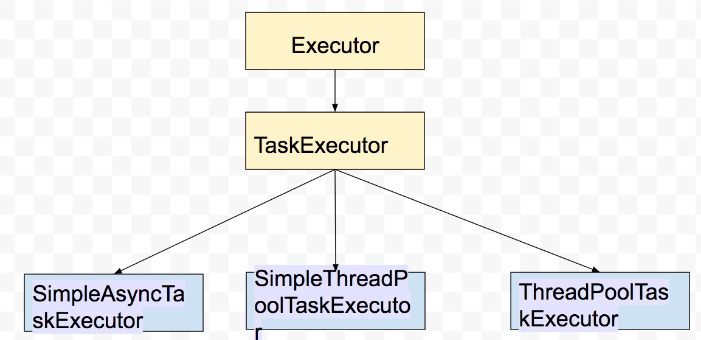 Executor
TaskExecutor
SimpleAsyncTa
skExecutor
SimpleThreadP
oolTaskExecuto
r
ThreadPoolTas
kExecutor